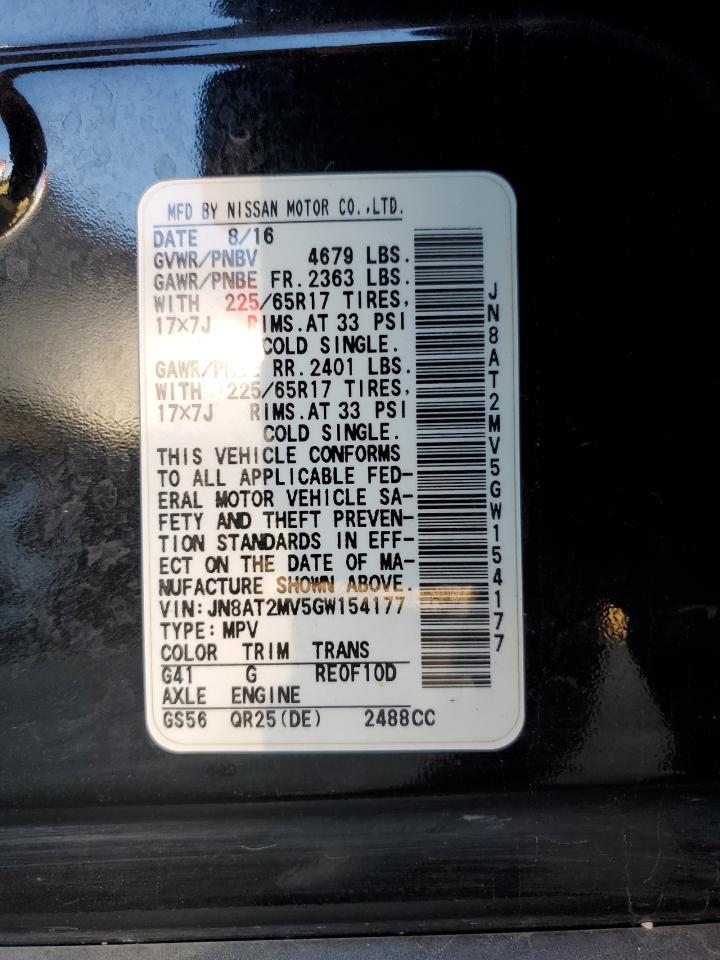 MFD BY NISSAN MOTOR CO.,LTD.
DATE 8/16
GVWR/PNBV 4679 LBS.
GAWR/PNBE FR. 2363 LBS.
WITH 225/65R17 TIRES,
17×7J RIMS. AT 33 PSI
COLD SINGLE.
GAWR/ RR. 2401 LBS.
WITH 225/65R17 TIRES,
17×7J RIMS. AT 33 PSI
COLD SINGLE.
THIS VEHICLE CONFORMS
TO ALL APPLICABLE FED-
ERAL MOTOR VEHICLE SA-
FETY AND THEFT PREVEN-
TION STANDARDS IN EFF-
ECT ON THE DATE OF MA-
NUFACTURE SHOWN ABOVE.
VIN: JN8AT2MV5GW154177
TYPE: MPV
COLOR TRIM TRANS
G41 G RE0F10D
AXLE ENGINE
GS56 QR25(DE) 2488CC
JN8AT2MV5GW154177